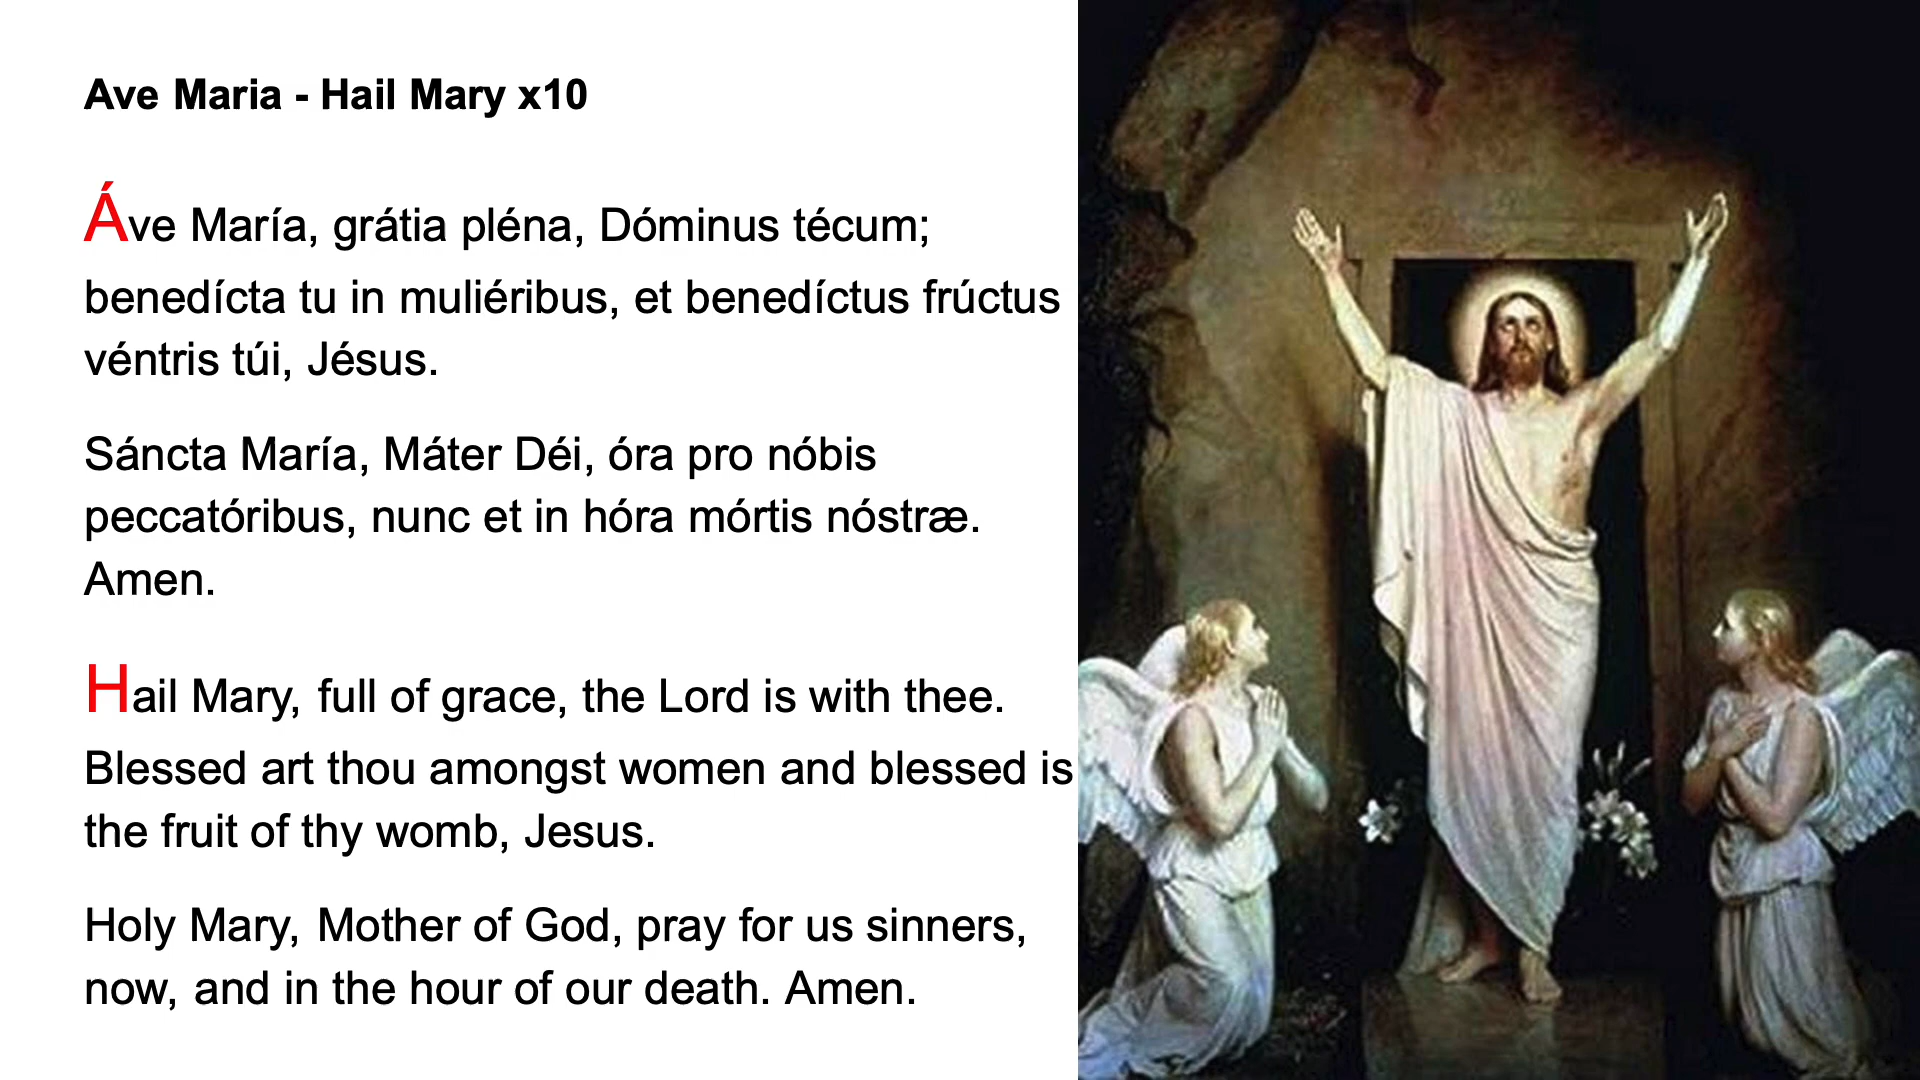 Ave Maria - Hail Mary x10
Áve María, grátia pléna, Dóminus técum;
benedícta tu in muliéribus, et benedíctus frúctus
véntris túi, Jésus.
Sáncta María, Máter Déi, óra pro nóbis
peccatóribus, nunc et in hóra mórtis nóstræ.
Amen.
Hail Mary, full of grace, the Lord is with thee.
Blessed art thou amongst women and blessed is
the fruit of thy womb, Jesus.
Holy Mary, Mother of God, pray for us sinners,
now, and in the hour of our death. Amen.